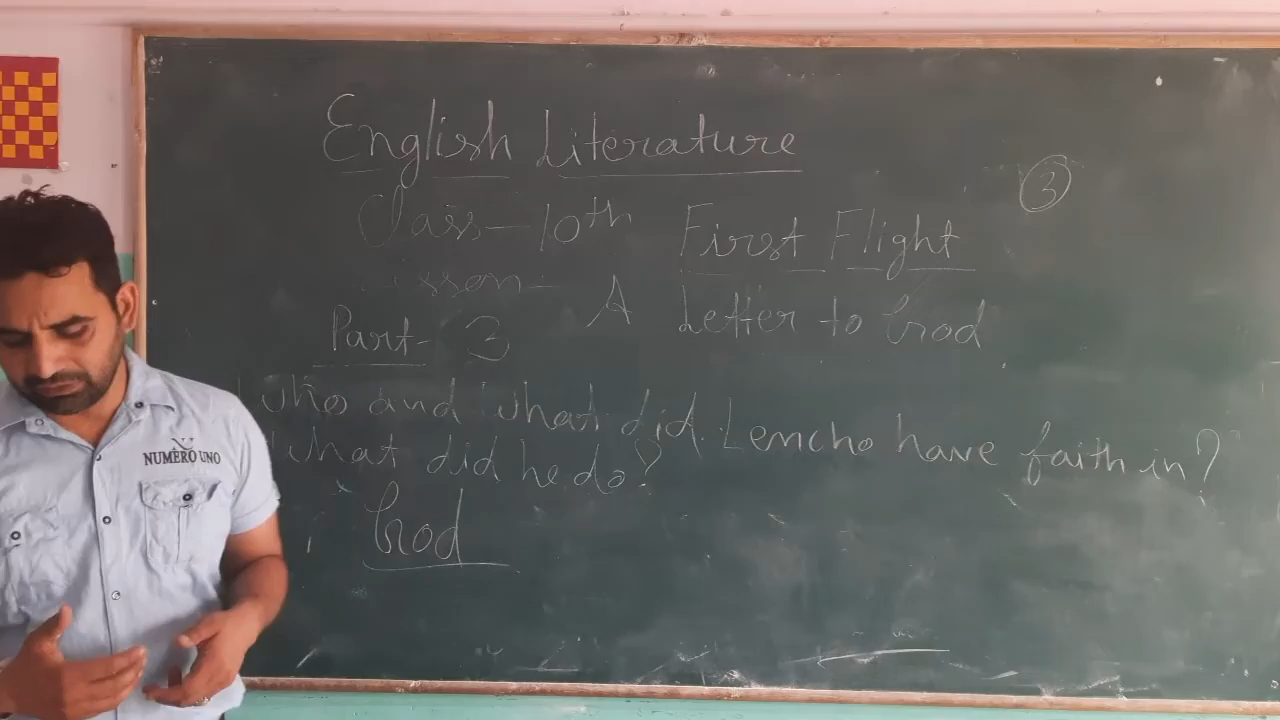 English Literature
3
Class - 10th First Flight
Lesson - A Letter to God
Part - 3
Who and what did Lencho have faith in?
What did he do?
God
NUMERO UNO